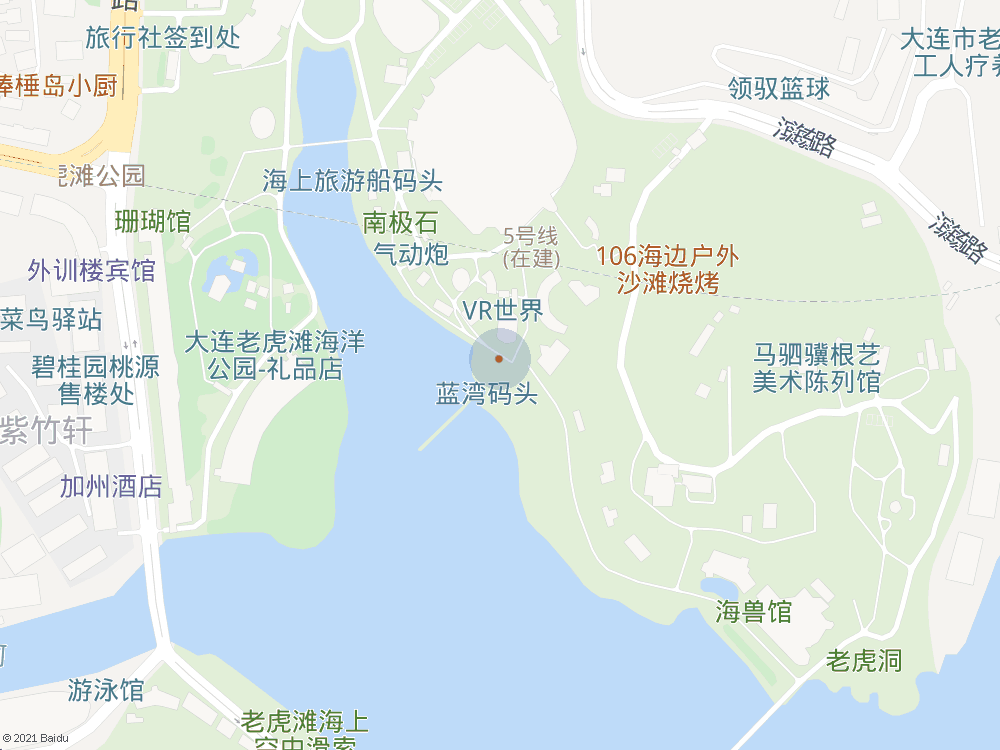 路
旅行社签到处
棒棰岛小厨
大连市老
工人疗养
领驭篮球
滨海路
虎滩公园
海上旅游船码头
珊瑚馆
南极石
气动炮
5号线
(在建)
滨海路
外训楼宾馆
106海边户外
沙滩烧烤
菜鸟驿站
VR世界
大连老虎滩海洋
公园-礼品店
碧桂园桃源
售楼处
马驷骥根艺
美术陈列馆
蓝湾码头
紫竹轩
加州酒店
海兽馆
老虎洞
河
游泳馆
老虎滩海上
空中滑索
© 2021 Baidu